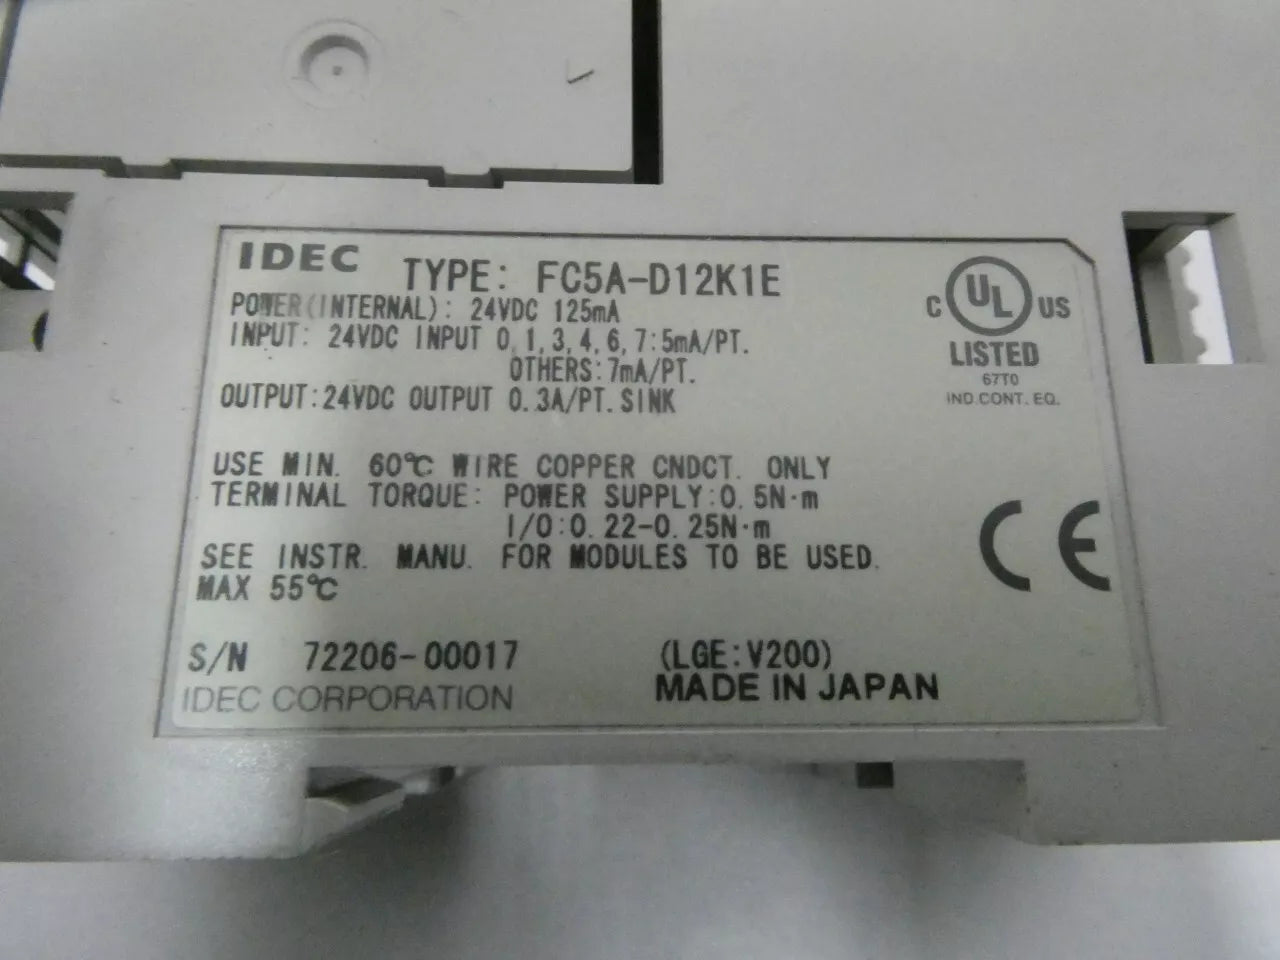 IDEC TYPE: FC5A-D12K1E
POWER(INTERNAL): 24VDC 125mA
INPUT: 24VDC INPUT 0,1,3,4,6,7:5mA/PT.
OTHERS:7mA/PT.
OUTPUT:24VDC OUTPUT 0.3A/PT.SINK
C UL US
LISTED
67T0
IND.CONT.EQ.
USE MIN. 60℃ WIRE COPPER CNDCT. ONLY
TERMINAL TORQUE: POWER SUPPLY:0.5N·m
I/O:0.22-0.25N·m
SEE INSTR. MANU. FOR MODULES TO BE USED.
MAX 55℃
CE
S/N 72206-00017 (LGE:V200)
IDEC CORPORATION MADE IN JAPAN